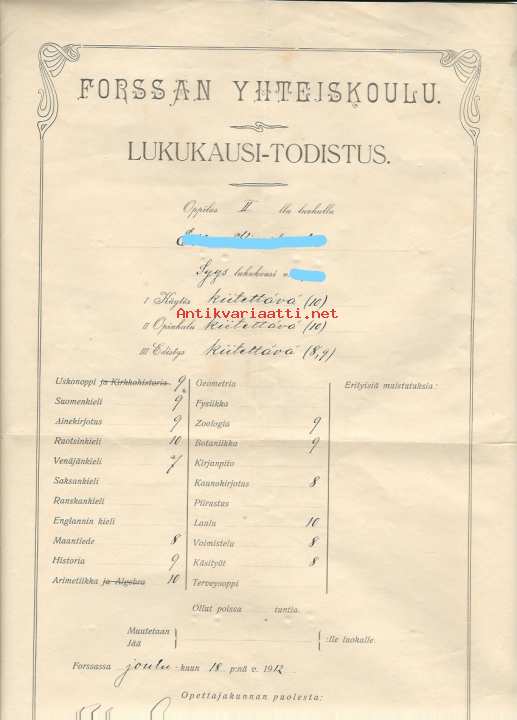 FORSSAN YHTEISKOULU.
LUKUKAUSI-TODISTUS.
Oppilas II lla luokalla
Syys lukukausi v.
I Käytös kiitettävä (10)
Antikvariaatti.net
II Opinhalu kiitettävä (10)
III Edistys kiitettävä (8,9)
Uskonoppi ja Kirkkohistoria 9
Suomenkieli 9
Ainekirjotus 9
Ruotsinkieli 10
Venäjänkieli 7
Saksankieli
Ranskankieli
Englannin kieli
Maantiede 8
Historia 9
Aritmetiikka ja Algebra 10
Geometria
Fysiikka
Zoologia 9
Botaniikka 9
Kirjanpito
Kaunokirjotus 8
Piirustus
Laulu 10
Voimistelu 8
Käsityöt 8
Terveysoppi
Erityisiä muistutuksia:
Ollut poissa tuntia.
Muutetaan
Jää
:lle luokalle.
Forssassa joulu-kuun 18 p:nä v. 1912
Opettajakunnan puolesta: